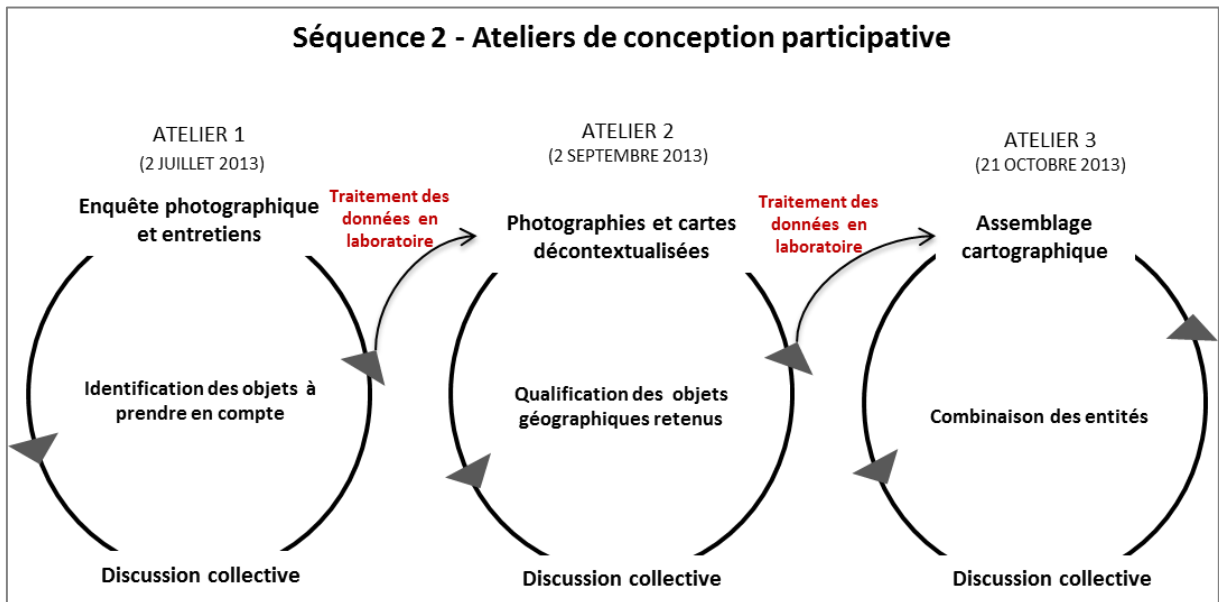 Séquence 2 - Ateliers de conception participative
ATELIER 1
(2 JUILLET 2013)
Enquête photographique
et entretiens
Identification des objets à
prendre en compte
Discussion collective
Traitement des
données en
laboratoire
ATELIER 2
(2 SEPTEMBRE 2013)
Photographies et cartes
décontextualisées
Qualification des objets
géographiques retenus
Discussion collective
Traitement des
données en
laboratoire
ATELIER 3
(21 OCTOBRE 2013)
Assemblage
cartographique
Combinaison des entités
Discussion collective